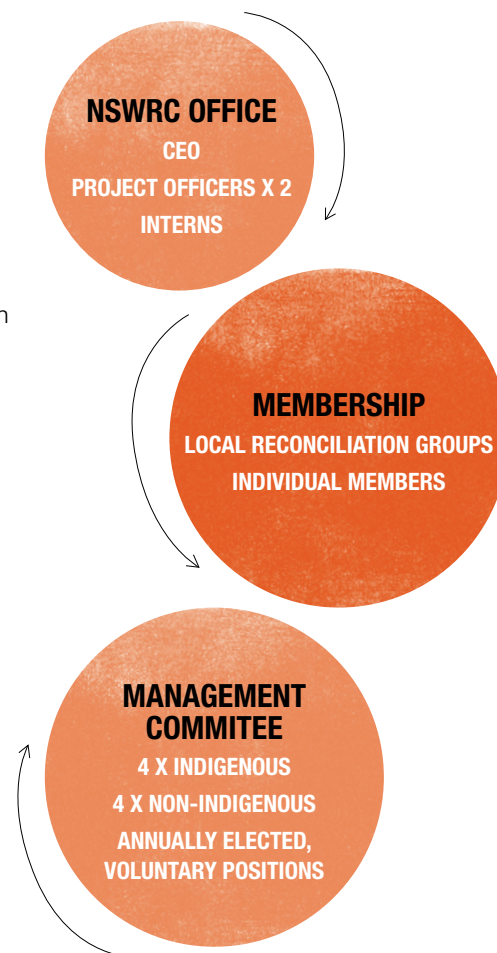 NSWRC OFFICE
CEO
PROJECT OFFICERS X 2
INTERNS
n
MEMBERSHIP
LOCAL RECONCILIATION GROUPS
INDIVIDUAL MEMBERS
MANAGEMENT
COMMITEE
4 X INDIGENOUS
4 X NON-INDIGENOUS
ANNUALLY ELECTED,
VOLUNTARY POSITIONS